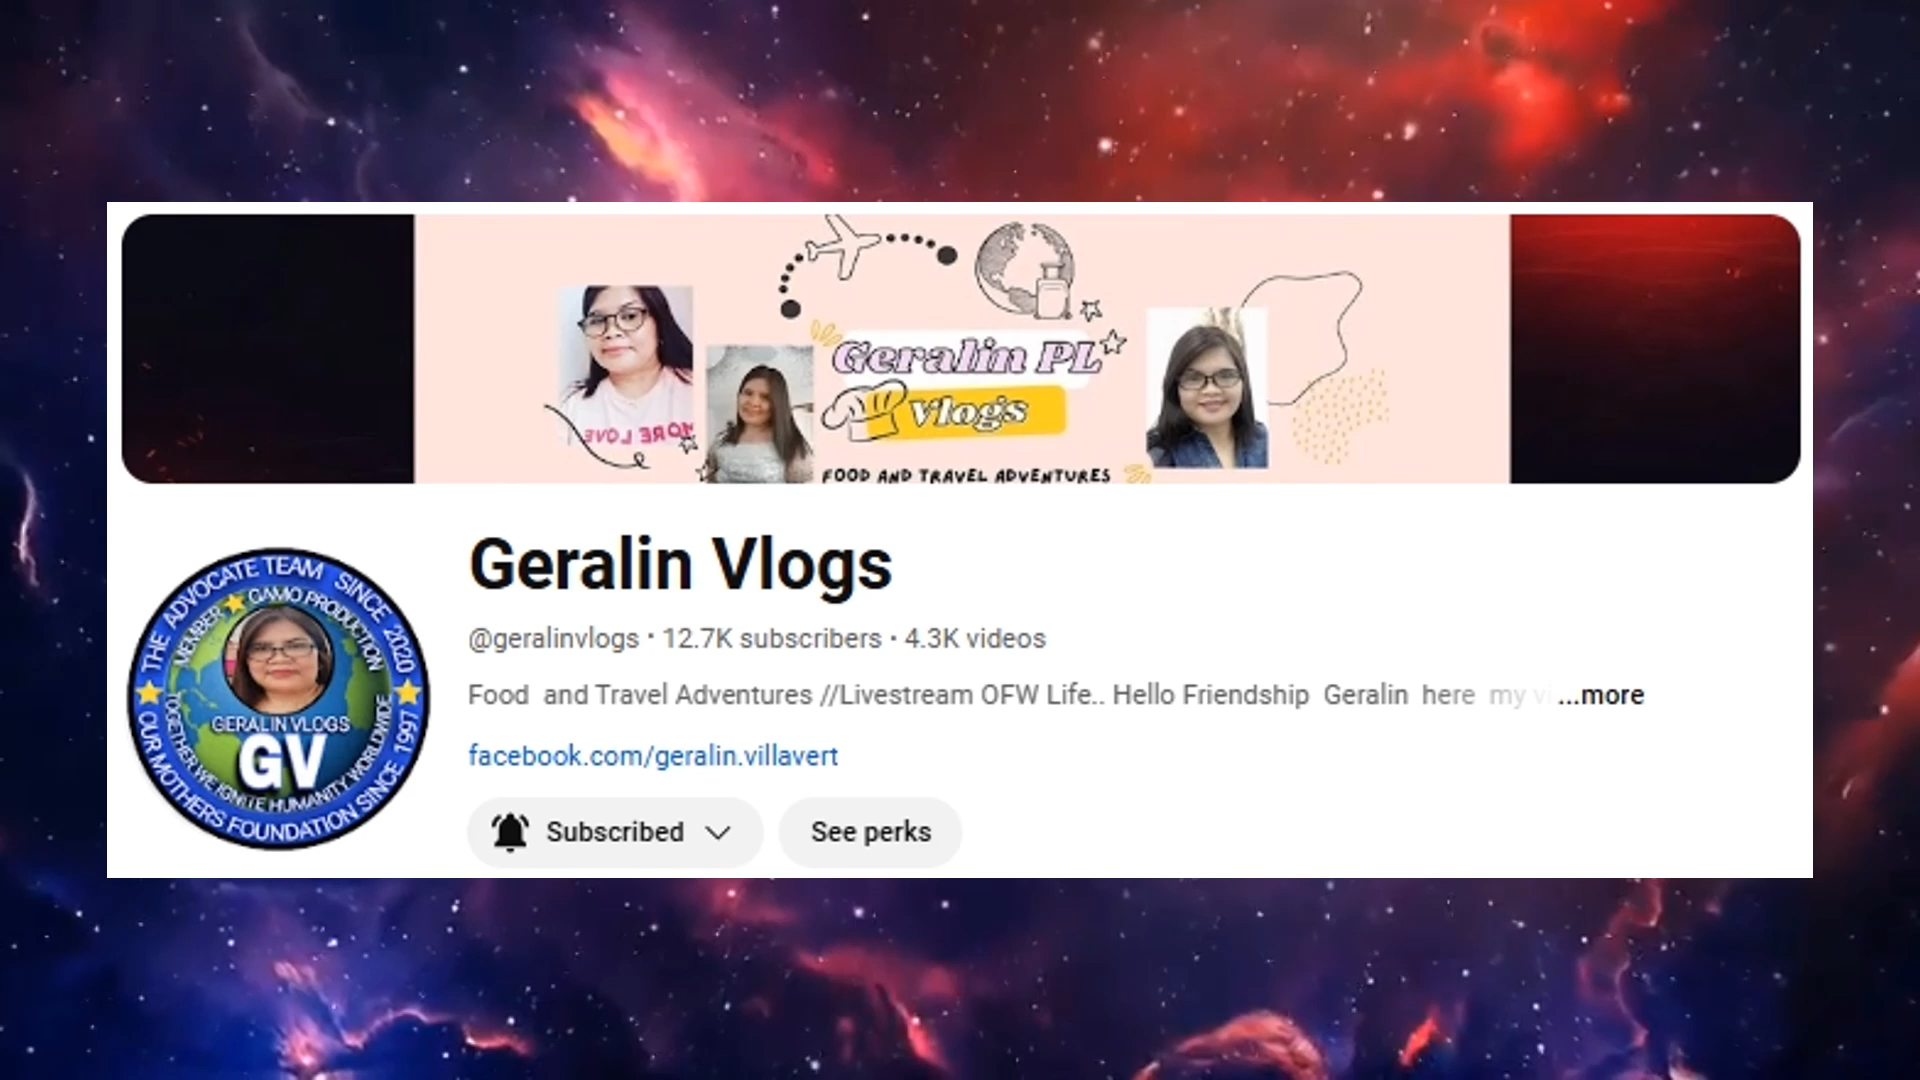 MORE LOVE
Geralin PL
Vlogs
FOOD AND TRAVEL ADVENTURES
Geralin Vlogs
@geralinvlogs • 12.7K subscribers • 4.3K videos
Food and Travel Adventures //Livestream OFW Life.. Hello Friendship Geralin here my ...more
facebook.com/geralin.villavert
Subscribed
See perks
THE ADVOCATE TEAM SINCE 2020
MEMBER GAMO PRODUCTION
GERALIN VLOGS
GV
TOGETHER WE IGNITE HUMANITY WORLDWIDE
OUR MOTHERS FOUNDATION SINCE 1997